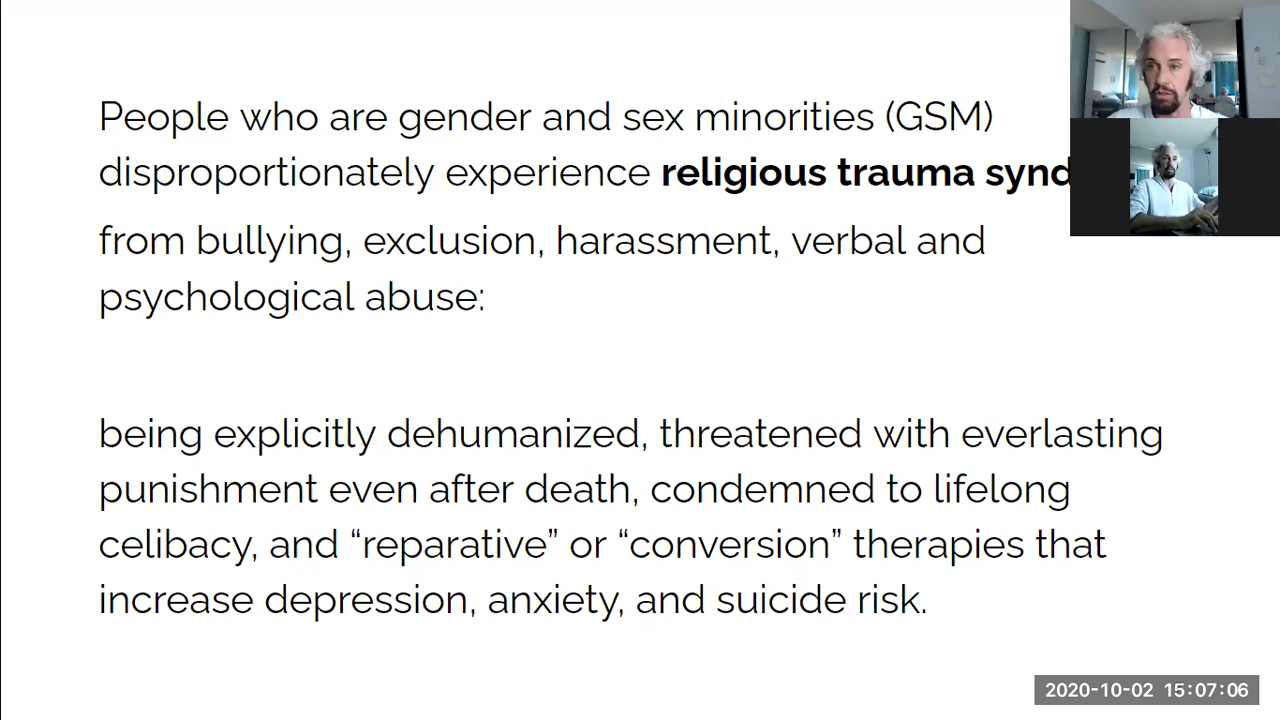 People who are gender and sex minorities (GSM)
disproportionately experience religious trauma
from bullying, exclusion, harassment, verbal and
psychological abuse:
being explicitly dehumanized, threatened with everlasting
punishment even after death, condemned to lifelong
celibacy, and “reparative” or “conversion” therapies that
increase depression, anxiety, and suicide risk.
2020-10-02 15:07:06